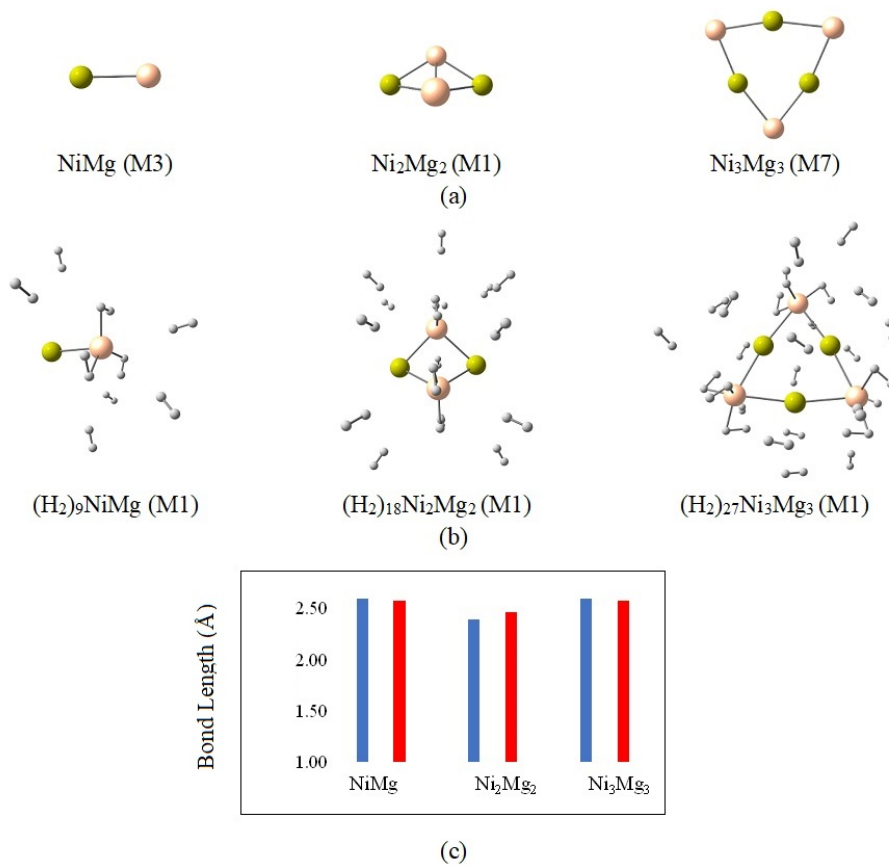 NiMg (M3)
Ni₂Mg₂ (M1)
Ni₃Mg₃ (M7)
(a)
(H₂)₉NiMg (M1)
(H₂)₁₈Ni₂Mg₂ (M1)
(H₂)₂₇Ni₃Mg₃ (M1)
(b)
Bond Length (Å)
2.50
2.00
1.50
1.00
NiMg
Ni₂Mg₂
Ni₃Mg₃
(c)